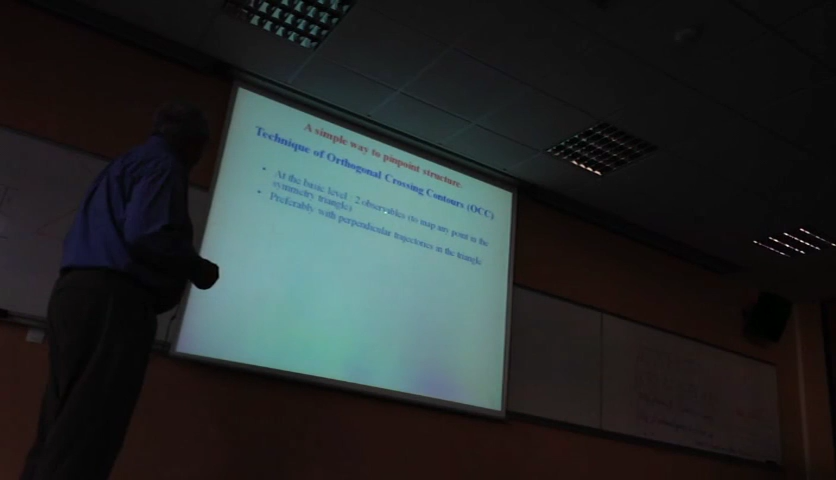 A simple way to pinpoint structure.
Technique of Orthogonal Crossing Contours (OCC)
• At the basic level - 2 observables (to map any point in the
symmetry triangle)
• Preferably with perpendicular trajectories in the triangle